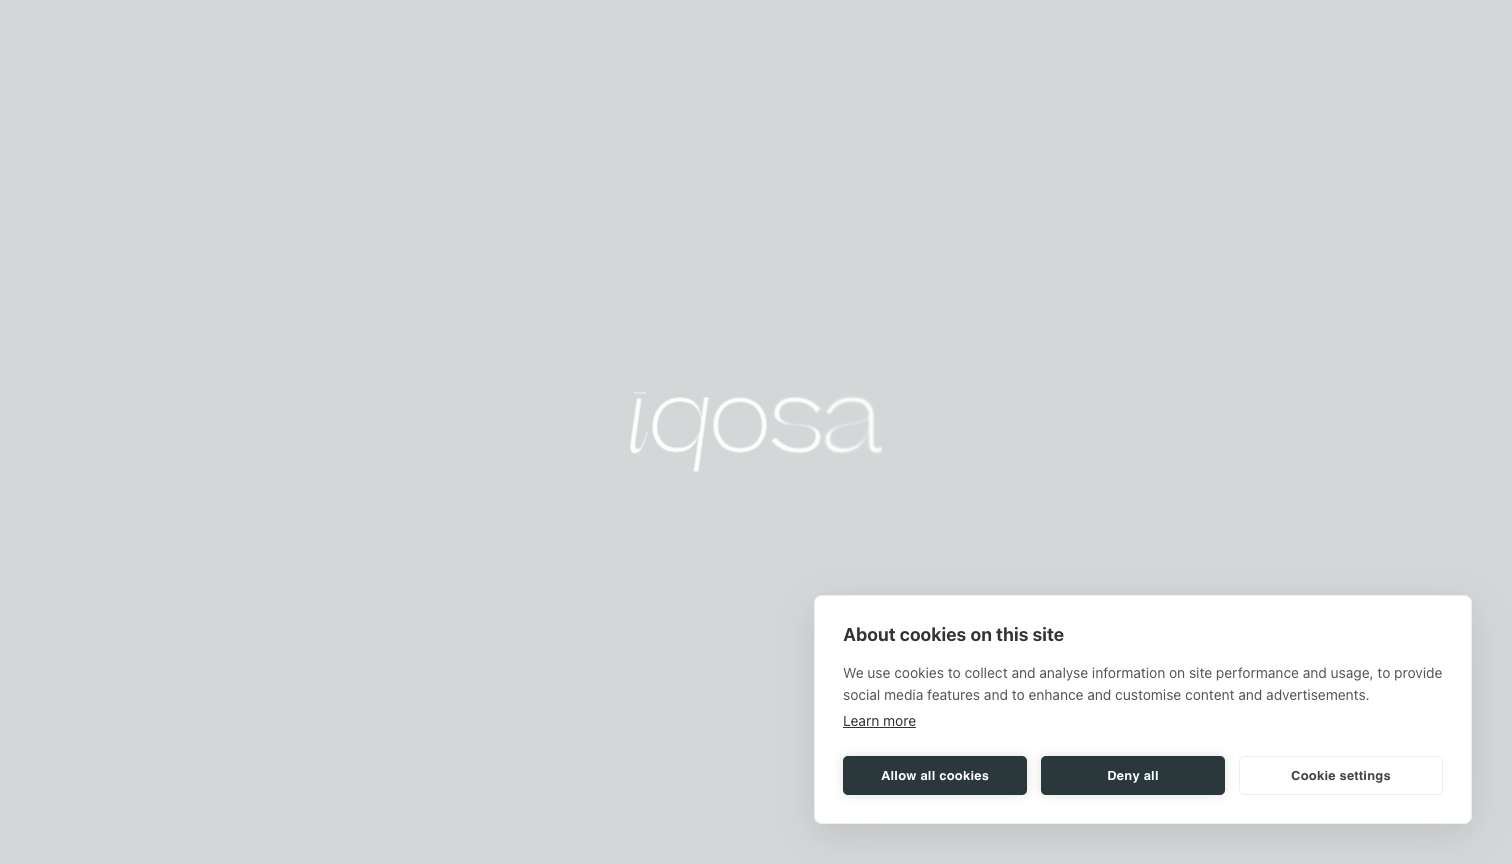 iqosa
About cookies on this site
We use cookies to collect and analyse information on site performance and usage, to provide
social media features and to enhance and customise content and advertisements.
Learn more
Allow all cookies
Deny all
Cookie settings